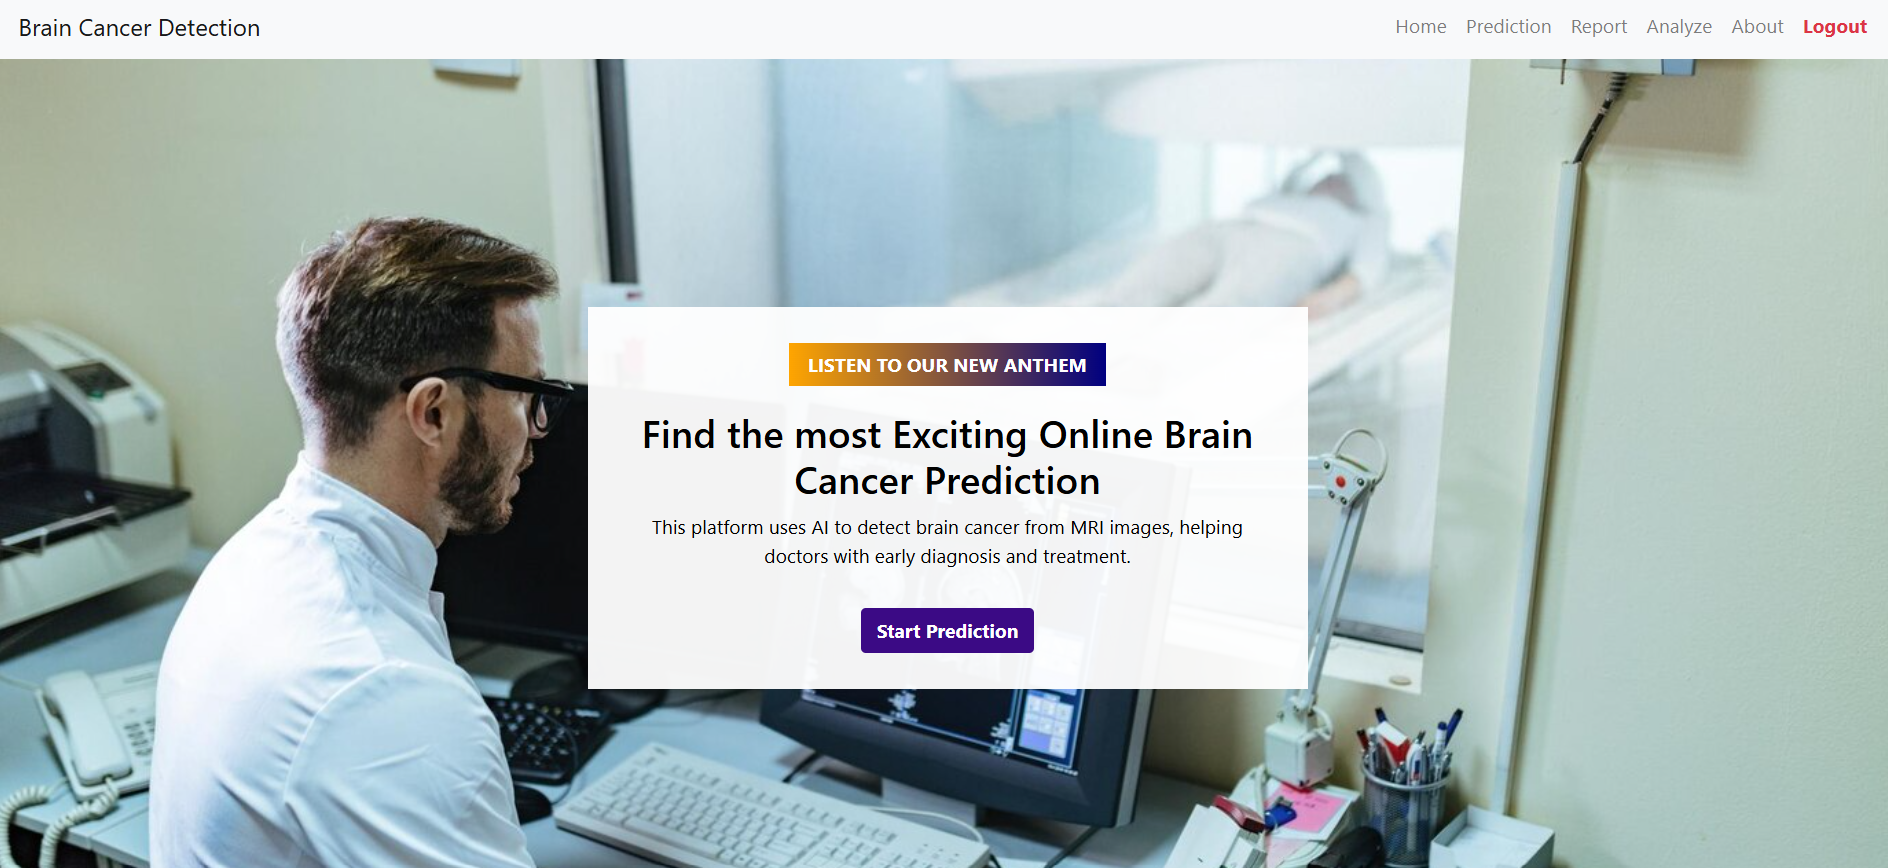 Brain Cancer Detection
Home Prediction Report Analyze About Logout
LISTEN TO OUR NEW ANTHEM
Find the most Exciting Online Brain
Cancer Prediction
This platform uses AI to detect brain cancer from MRI images, helping
doctors with early diagnosis and treatment.
Start Prediction